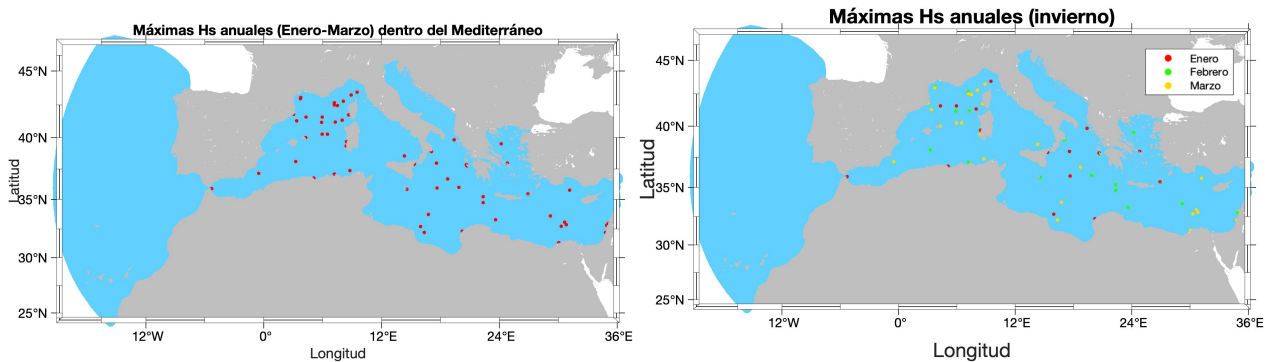 Máximas Hs anuales (Enero-Marzo) dentro del Mediterráneo
45°N
40°N
35°N
30°N
25°N
Latitud
12°W
0°
12°E
24°E
36°E
Longitud
Máximas Hs anuales (invierno)
Enero
Febrero
Marzo
45°N
40°N
35°N
30°N
25°N
Latitud
12°W
0°
12°E
24°E
36°E
Longitud